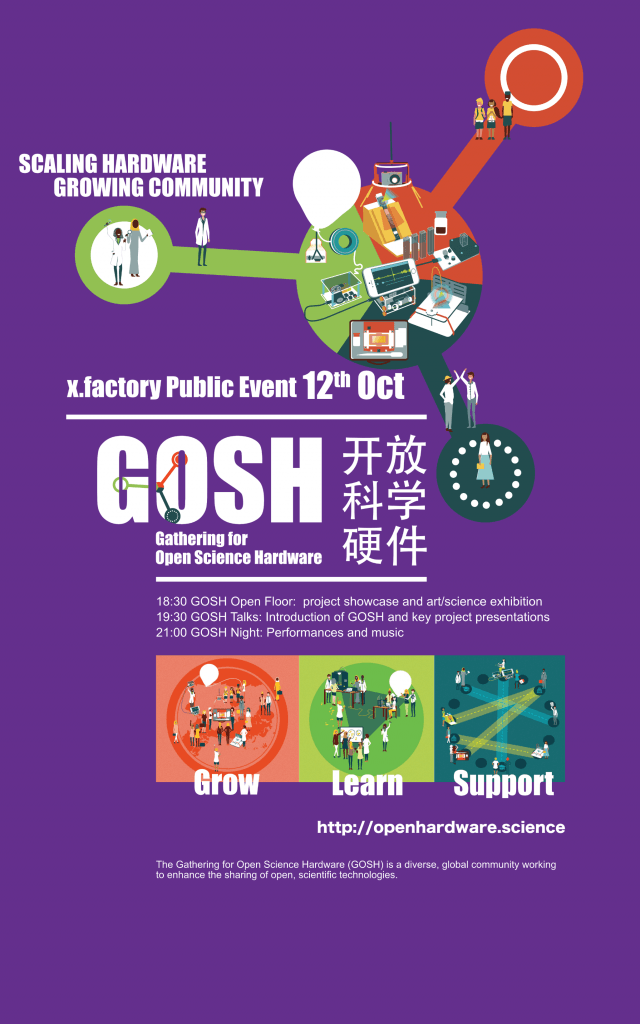 SCALING HARDWARE
GROWING COMMUNITY
x.factory Public Event 12th Oct
GOSH
开放
科学
硬件
Gathering for
Open Science Hardware
18:30 GOSH Open Floor: project showcase and art/science exhibition
19:30 GOSH Talks: Introduction of GOSH and key project presentations
21:00 GOSH Night: Performances and music
Grow
Learn
Support
http://openhardware.science
The Gathering for Open Science Hardware (GOSH) is a diverse, global community working
to enhance the sharing of open, scientific technologies.